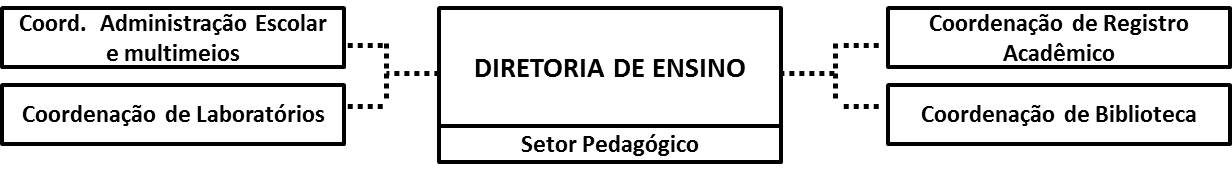 Coord. Administração Escolar
e multimeios
Coordenação de Laboratórios
DIRETORIA DE ENSINO
Setor Pedagógico
Coordenação de Registro
Acadêmico
Coordenação de Biblioteca